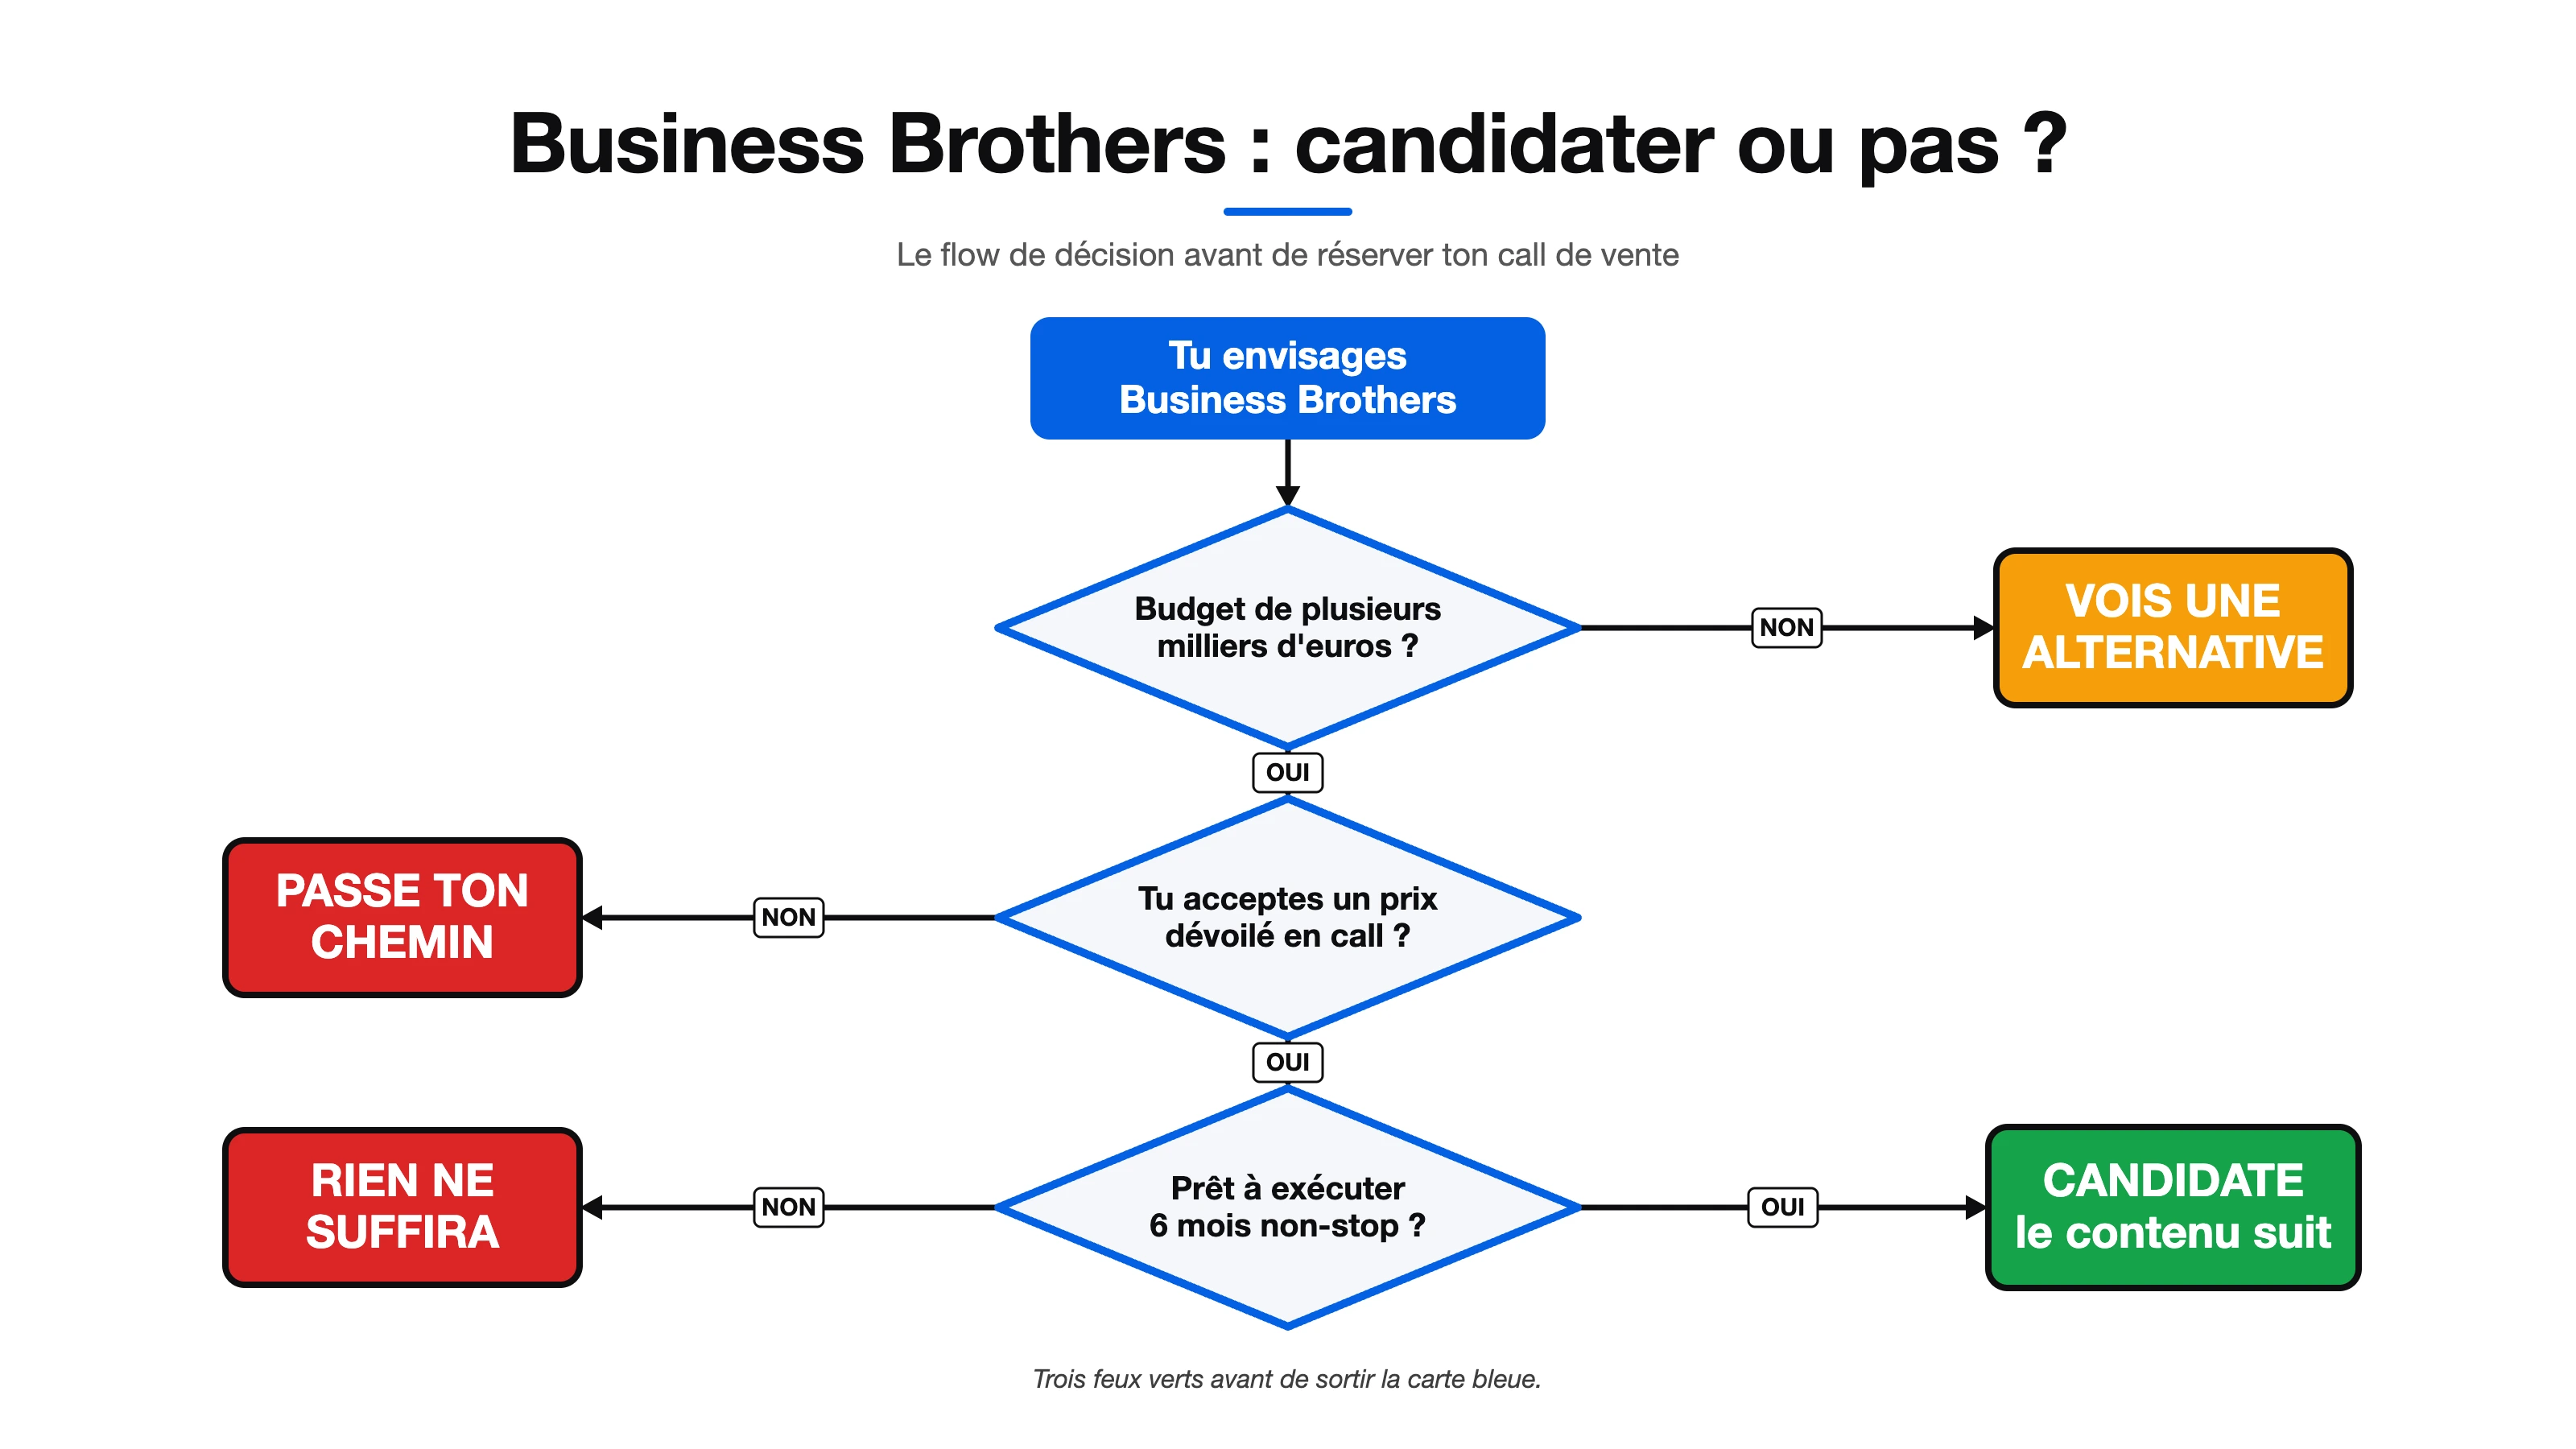 Business Brothers : candidater ou pas ?
Le flow de décision avant de réserver ton call de vente
Tu envisages
Business Brothers
Budget de plusieurs
milliers d'euros ?
NON
VOIS UNE
ALTERNATIVE
OUI
Tu acceptes un prix
dévoilé en call ?
NON
PASSE TON
CHEMIN
OUI
Prêt à exécuter
6 mois non-stop ?
NON
RIEN NE
SUFFIRA
OUI
CANDIDATE
le contenu suit
Trois feux verts avant de sortir la carte bleue.